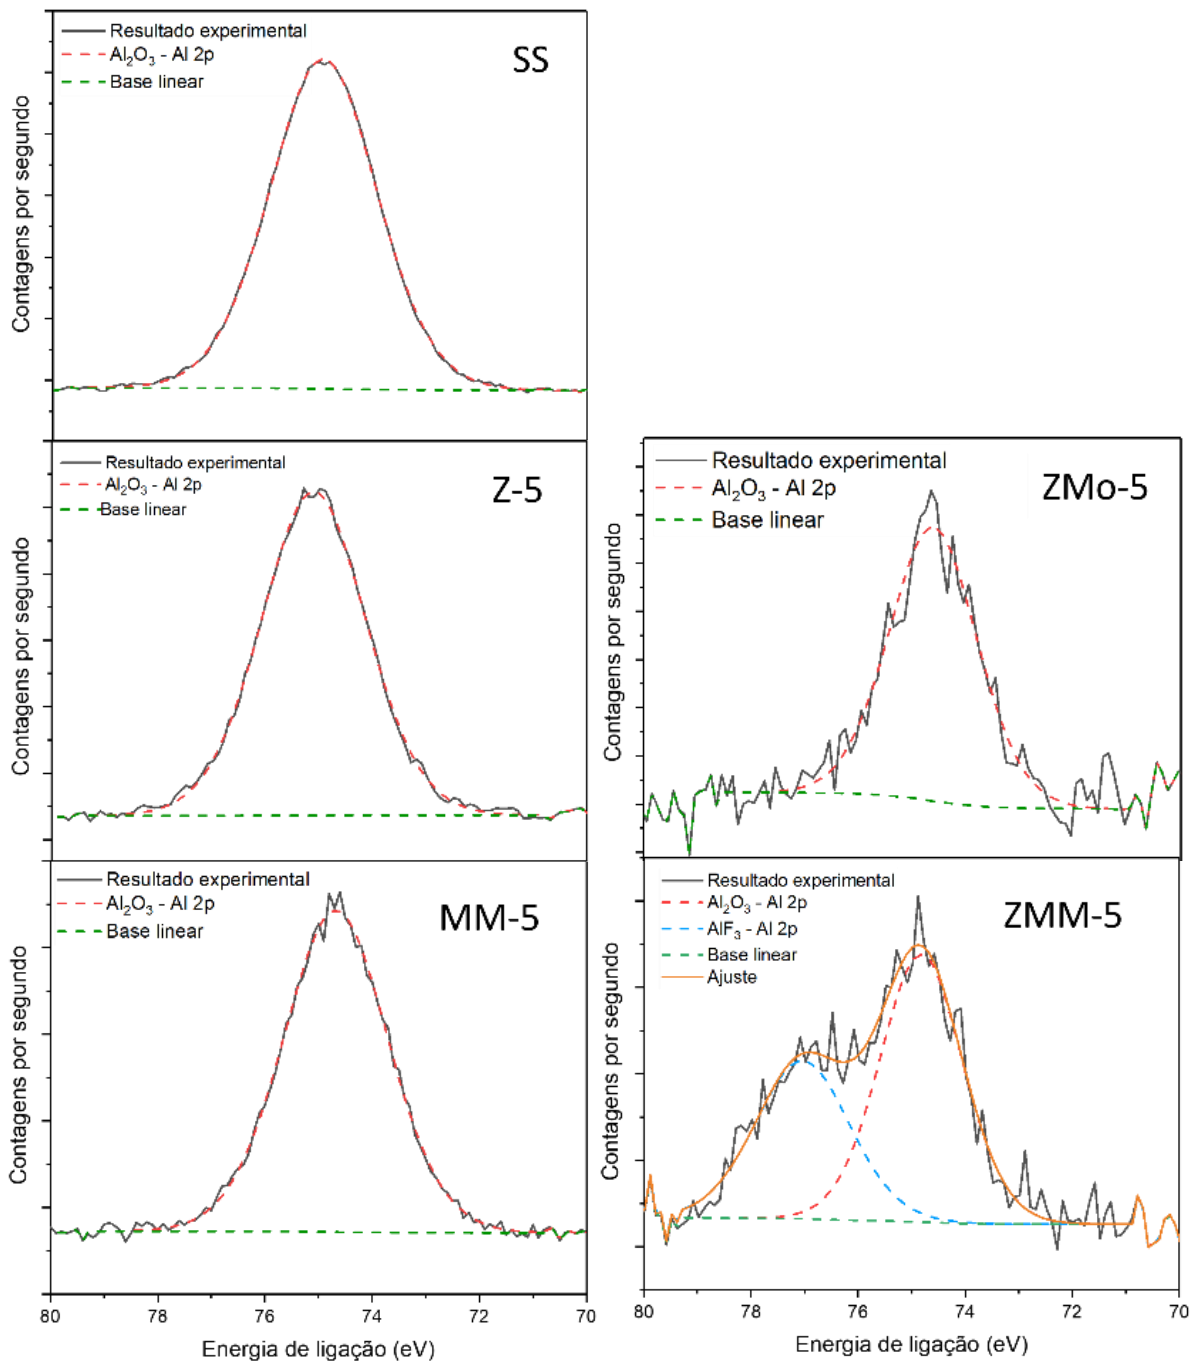 Resultado experimental
Al₂O₃ - Al 2p
Base linear
SS
Contagens por segundo
Resultado experimental
Al₂O₃ - Al 2p
Base linear
Z-5
Contagens por segundo
Resultado experimental
Al₂O₃ - Al 2p
Base linear
ZMo-5
Contagens por segundo
Resultado experimental
Al₂O₃ - Al 2p
Base linear
MM-5
Contagens por segundo
80 78 76 74 72 70
Energia de ligação (eV)
Resultado experimental
Al₂O₃ - Al 2p
AlF₃ - Al 2p
Base linear
Ajuste
ZMM-5
Contagens por segundo
80 78 76 74 72 70
Energia de ligação (eV)